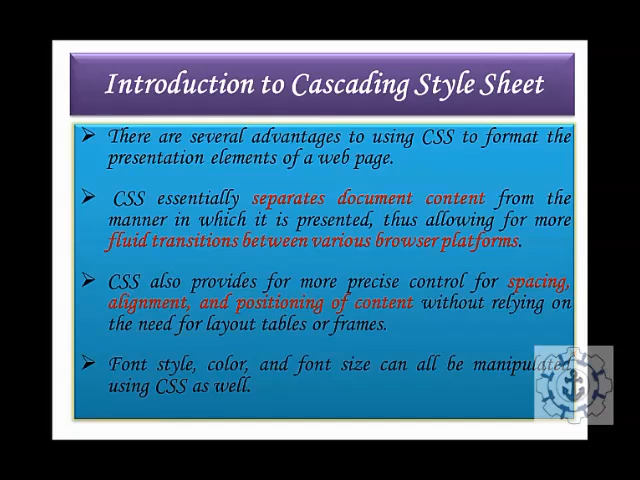 Introduction to Cascading Style Sheet
There are several advantages to using CSS to format the
presentation elements of a web page.
CSS essentially separates document content from the
manner in which it is presented, thus allowing for more
fluid transitions between various browser platforms.
CSS also provides for more precise control for spacing,
alignment, and positioning of content without relying on
the need for layout tables or frames.
Font style, color, and font size can all be manipulated
using CSS as well.